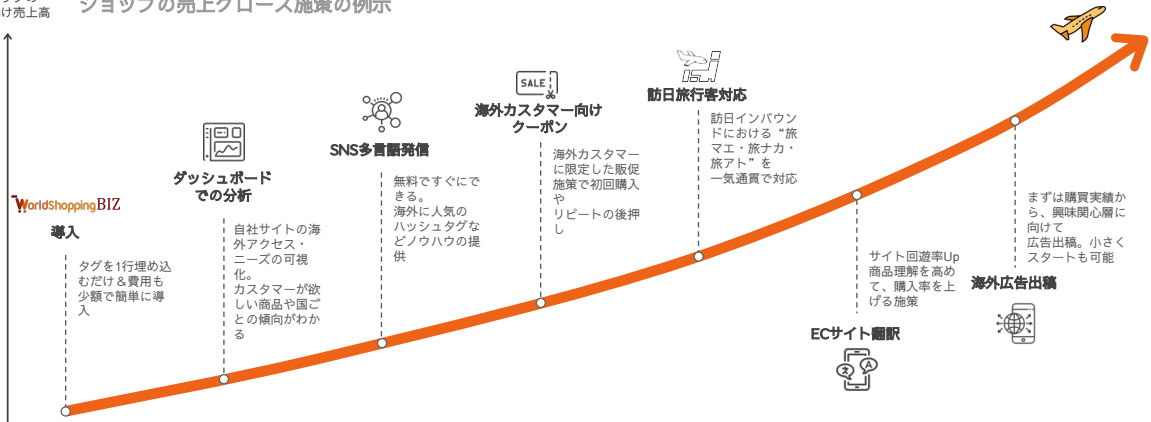 け売上高
ショップの売上グロース施策の例示
WorldShoppingBIZ
導入
タグを1行埋め込
むだけ＆費用も
少額で簡単に導
入
ダッシュボード
での分析
自社サイトの海
外アクセス・
ニーズの可視
化。
カスタマーが欲
しい商品や国ご
との傾向がわか
る
SNS多言語発信
無料ですぐにで
きる。
海外に人気の
ハッシュタグな
どノウハウの提
供
SALE
海外カスタマー向け
クーポン
海外カスタマー
に限定した販促
施策で初回購入
や
リピートの後押
し
訪日旅行客対応
訪日インバウン
ドにおける“旅
マエ・旅ナカ・
旅アト”を
一気通貫で対応
サイト回遊率Up
商品理解を高め
て、購入率を上
げる施策
ECサイト翻訳
A
まずは購買実績か
ら、興味関心層に
向けて
広告出稿。小さく
スタートも可能
海外広告出稿